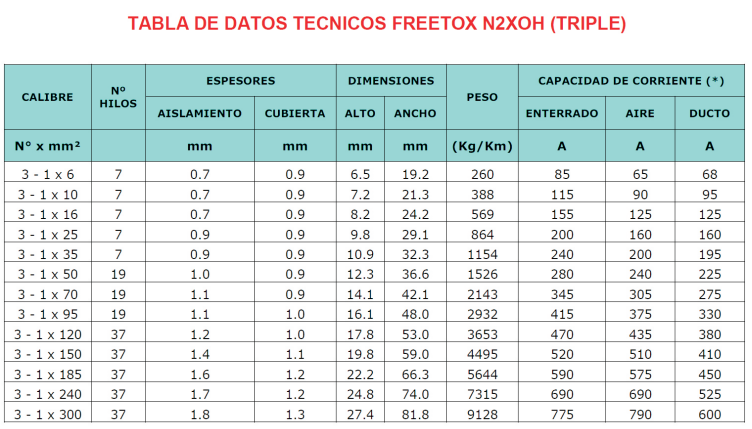 TABLA DE DATOS TECNICOS FREETOX N2XOH (TRIPLE)
CALIBRE Nº HILOS ESPESORES DIMENSIONES PESO CAPACIDAD DE CORRIENTE (*)
AISLAMIENTO CUBIERTA ALTO ANCHO ENTERRADO AIRE DUCTO
N° x mm² mm mm mm mm (Kg/Km) A A A
3 - 1 x 6 7 0.7 0.9 6.5 19.2 260 85 65 68
3 - 1 x 10 7 0.7 0.9 7.2 21.3 388 115 90 95
3 - 1 x 16 7 0.7 0.9 8.2 24.2 569 155 125 125
3 - 1 x 25 7 0.9 0.9 9.8 29.1 864 200 160 160
3 - 1 x 35 7 0.9 0.9 10.9 32.3 1154 240 200 195
3 - 1 x 50 19 1.0 0.9 12.3 36.6 1526 280 240 225
3 - 1 x 70 19 1.1 0.9 14.1 42.1 2143 345 305 275
3 - 1 x 95 19 1.1 1.0 16.1 48.0 2932 415 375 330
3 - 1 x 120 37 1.2 1.0 17.8 53.0 3653 470 435 380
3 - 1 x 150 37 1.4 1.1 19.8 59.0 4495 520 510 410
3 - 1 x 185 37 1.6 1.2 22.2 66.3 5644 590 575 450
3 - 1 x 240 37 1.7 1.2 24.8 74.0 7315 690 690 525
3 - 1 x 300 37 1.8 1.3 27.4 81.8 9128 775 790 600